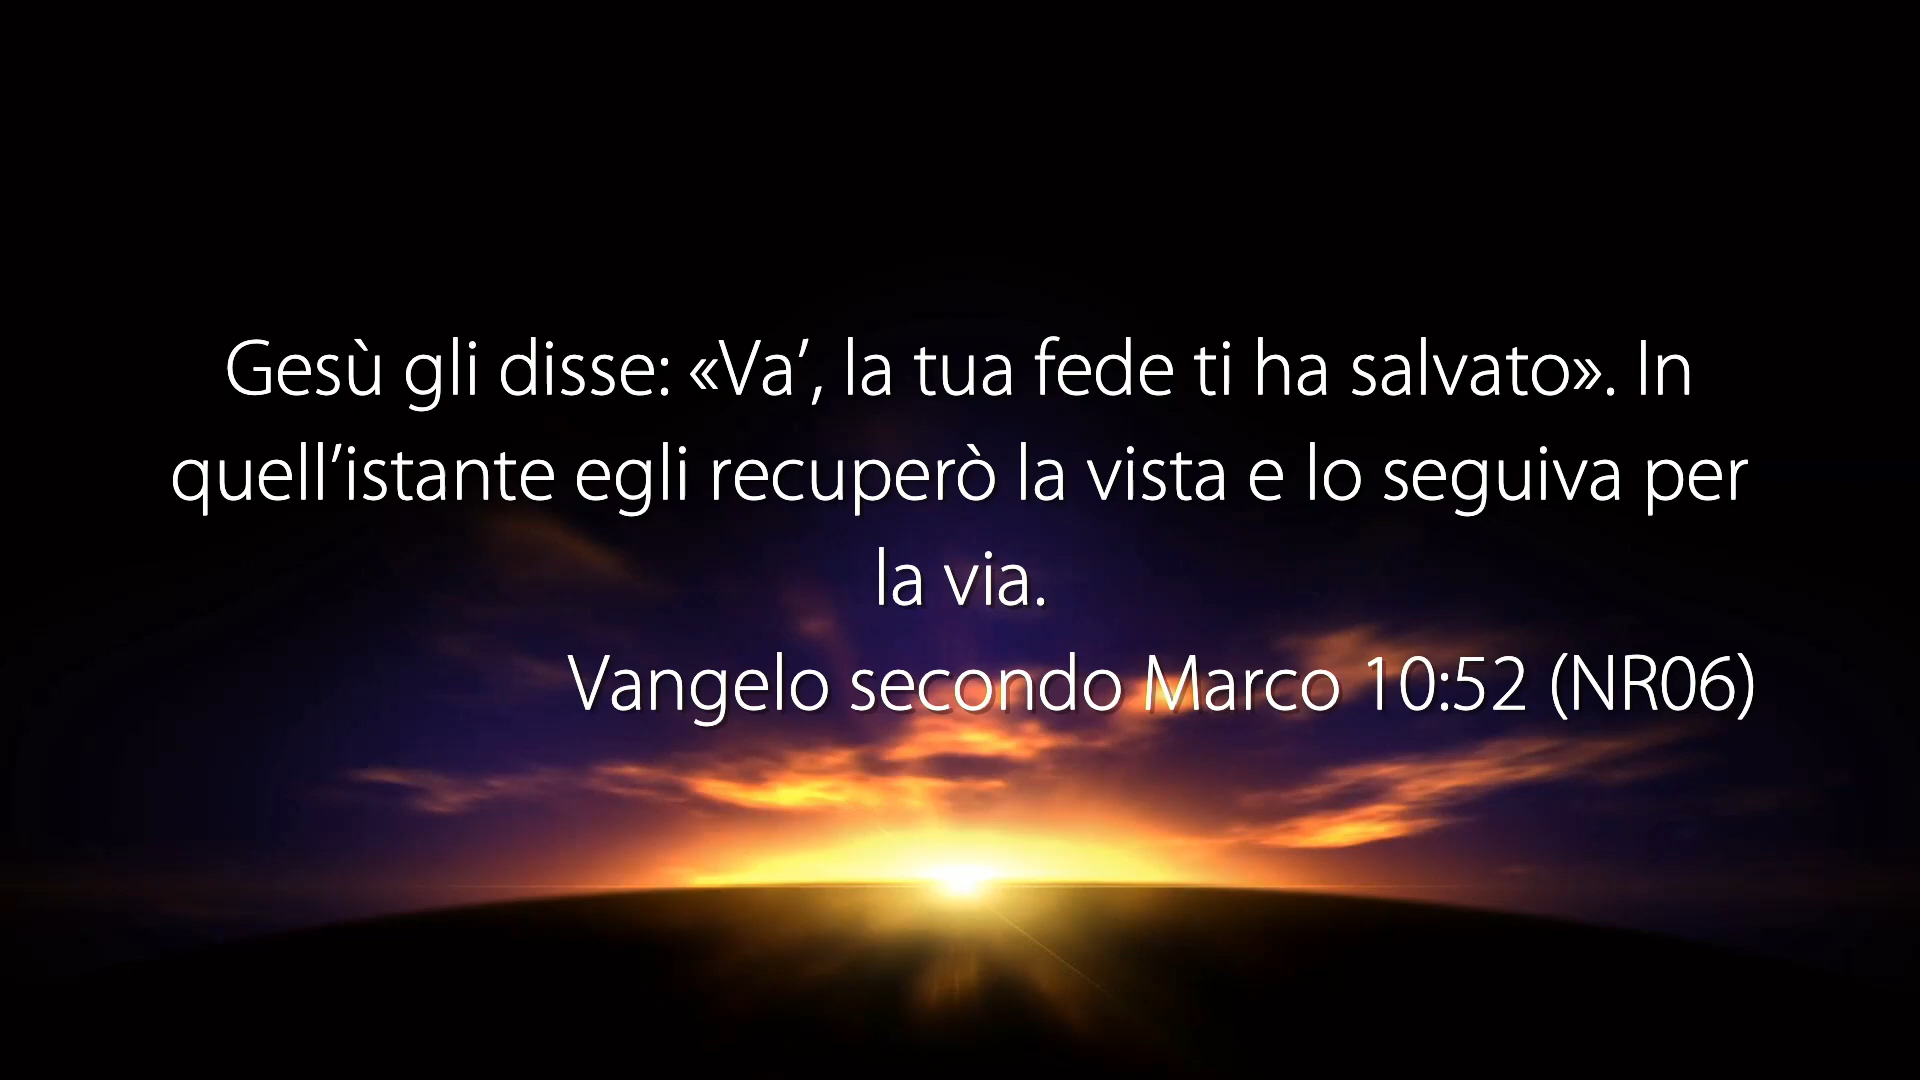 Gesù gli disse: «Va’, la tua fede ti ha salvato». In
quell’istante egli recuperò la vista e lo seguiva per
la via.
Vangelo secondo Marco 10:52 (NR06)